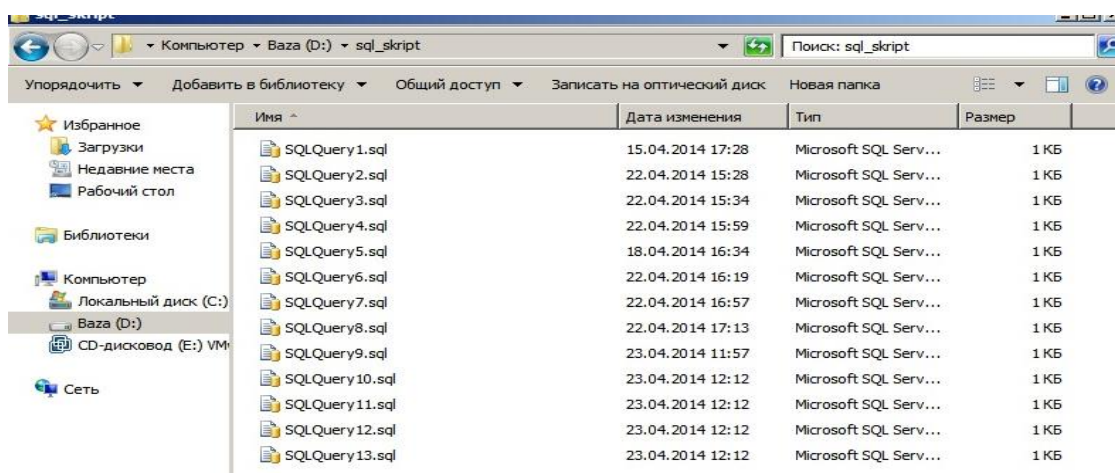 sql_skript
Компьютер Baza (D:) sql_skript Поиск: sql_skript
Упорядочить Добавить в библиотеку Общий доступ Записать на оптический диск Новая папка
Избранное
Загрузки
Недавние места
Рабочий стол
Библиотеки
Компьютер
Локальный диск (C:)
Baza (D:)
CD-дисковод (E:)
Сеть
Имя Дата изменения Тип Размер
SQLQuery1.sql 15.04.2014 17:28 Microsoft SQL Serv... 1 КБ
SQLQuery2.sql 22.04.2014 15:28 Microsoft SQL Serv... 1 КБ
SQLQuery3.sql 22.04.2014 15:34 Microsoft SQL Serv... 1 КБ
SQLQuery4.sql 22.04.2014 15:59 Microsoft SQL Serv... 1 КБ
SQLQuery5.sql 18.04.2014 16:34 Microsoft SQL Serv... 1 КБ
SQLQuery6.sql 22.04.2014 16:19 Microsoft SQL Serv... 1 КБ
SQLQuery7.sql 22.04.2014 16:57 Microsoft SQL Serv... 1 КБ
SQLQuery8.sql 22.04.2014 17:13 Microsoft SQL Serv... 1 КБ
SQLQuery9.sql 23.04.2014 11:57 Microsoft SQL Serv... 1 КБ
SQLQuery10.sql 23.04.2014 12:12 Microsoft SQL Serv... 1 КБ
SQLQuery11.sql 23.04.2014 12:12 Microsoft SQL Serv... 1 КБ
SQLQuery12.sql 23.04.2014 12:12 Microsoft SQL Serv... 1 КБ
SQLQuery13.sql 23.04.2014 12:12 Microsoft SQL Serv... 1 КБ